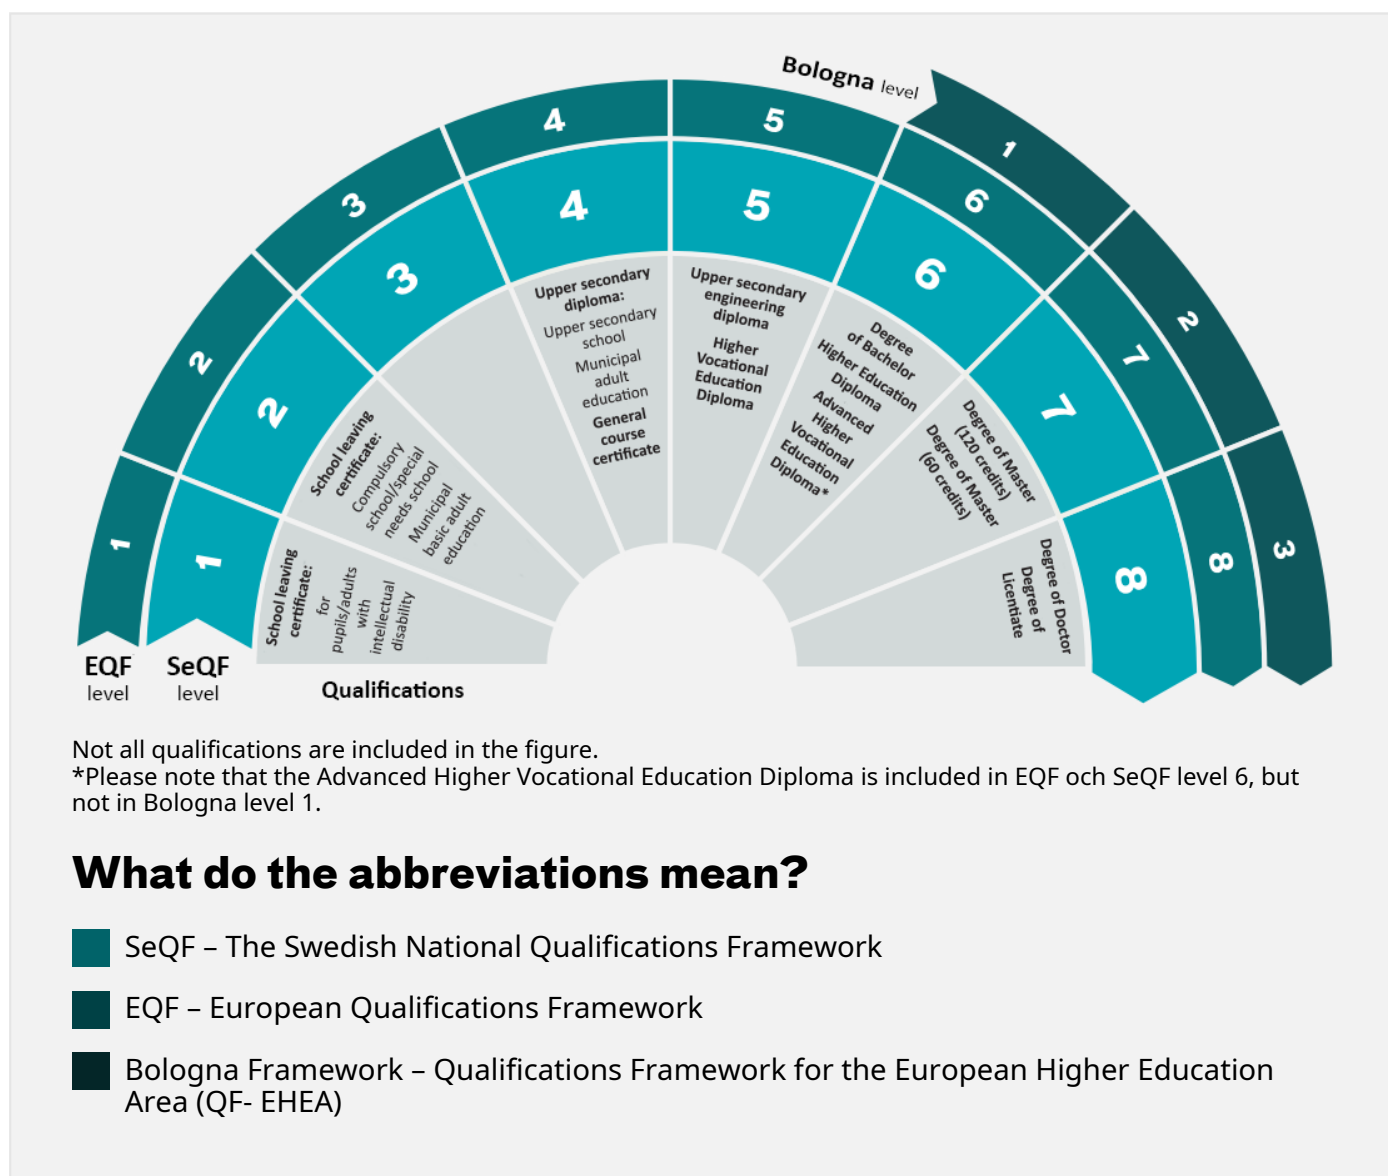 Bologna level
1
2
3
1
2
3
4
5
6
7
8
1
2
3
4
5
6
7
8
School leaving
certificate:
for
pupils/adults
with
intellectual
disability
School leaving
certificate:
Compulsory
school/special
needs school
Municipal
basic adult
education
Upper secondary
diploma:
Upper secondary
school
Municipal
adult
education
General
course
certificate
Upper secondary
engineering
diploma
Higher
Vocational
Education
Diploma
Degree
of Bachelor
Higher Education
Diploma
Advanced
Higher
Vocational
Education
Diploma*
Degree of Master
(120 credits)
Degree of Master
(60 credits)
Degree of Doctor
Degree of
Licentiate
EQF
level
SeQF
level
Qualifications
Not all qualifications are included in the figure.
*Please note that the Advanced Higher Vocational Education Diploma is included in EQF och SeQF level 6, but
not in Bologna level 1.
What do the abbreviations mean?
SeQF – The Swedish National Qualifications Framework
EQF – European Qualifications Framework
Bologna Framework – Qualifications Framework for the European Higher Education
Area (QF- EHEA)